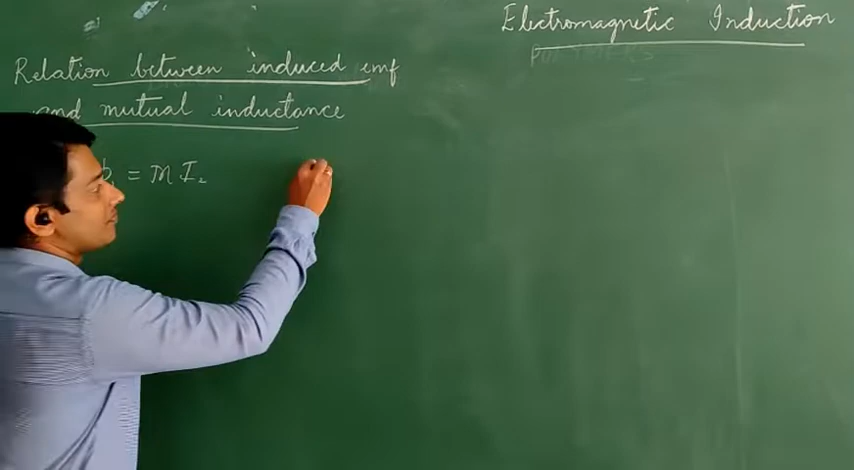 Electromagnetic Induction
Relation between induced emf
and mutual inductance
= M I₂